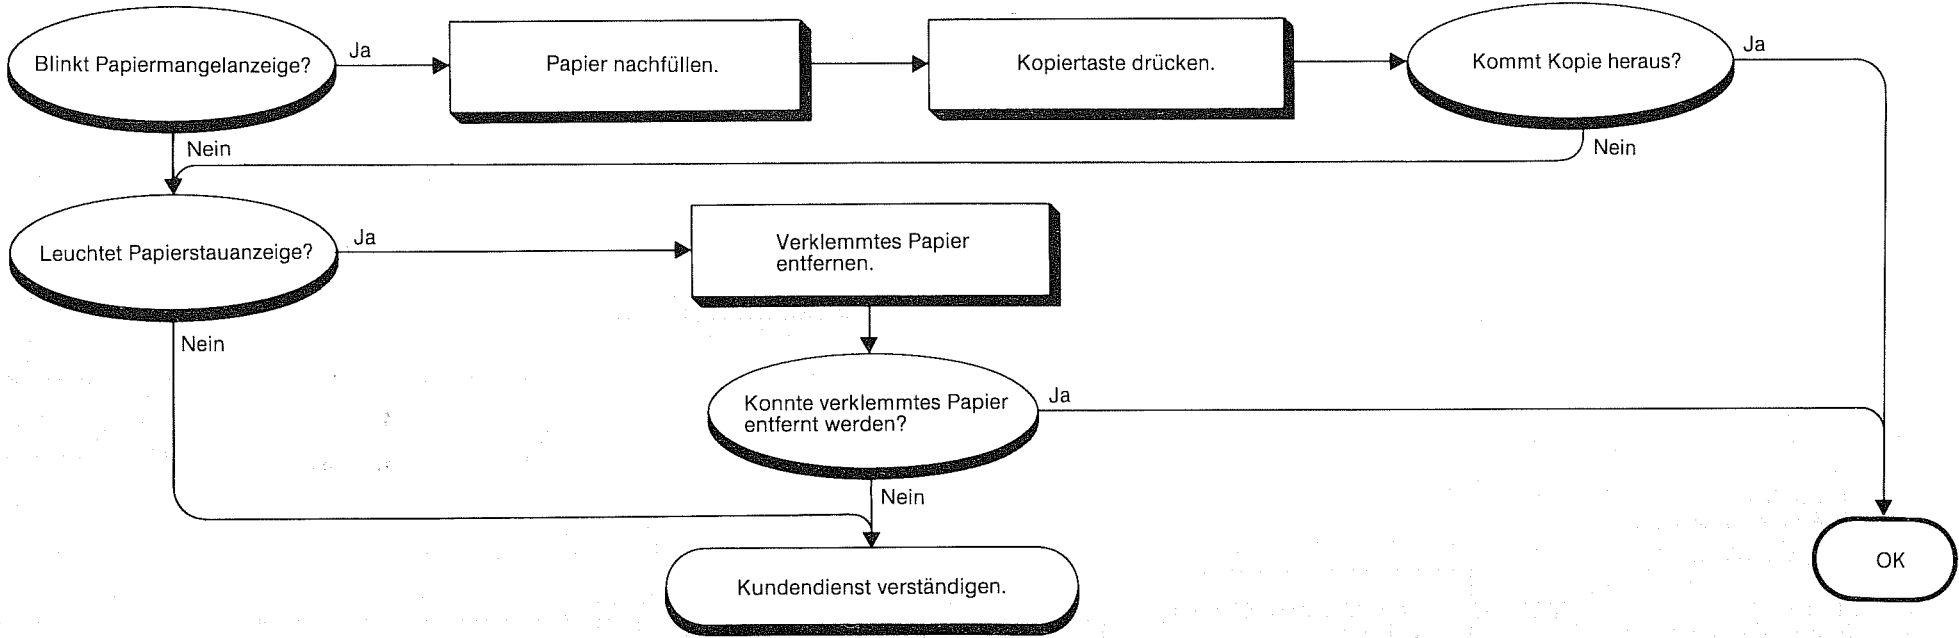 Blinkt Papiermangelanzeige?
Ja
Papier nachfüllen.
Kopiertaste drücken.
Kommt Kopie heraus?
Ja
Nein
Nein
Leuchtet Papierstauanzeige?
Ja
Verklemmtes Papier
entfernen.
Nein
Konnte verklemmtes Papier
entfernt werden?
Ja
Nein
Kundendienst verständigen.
OK